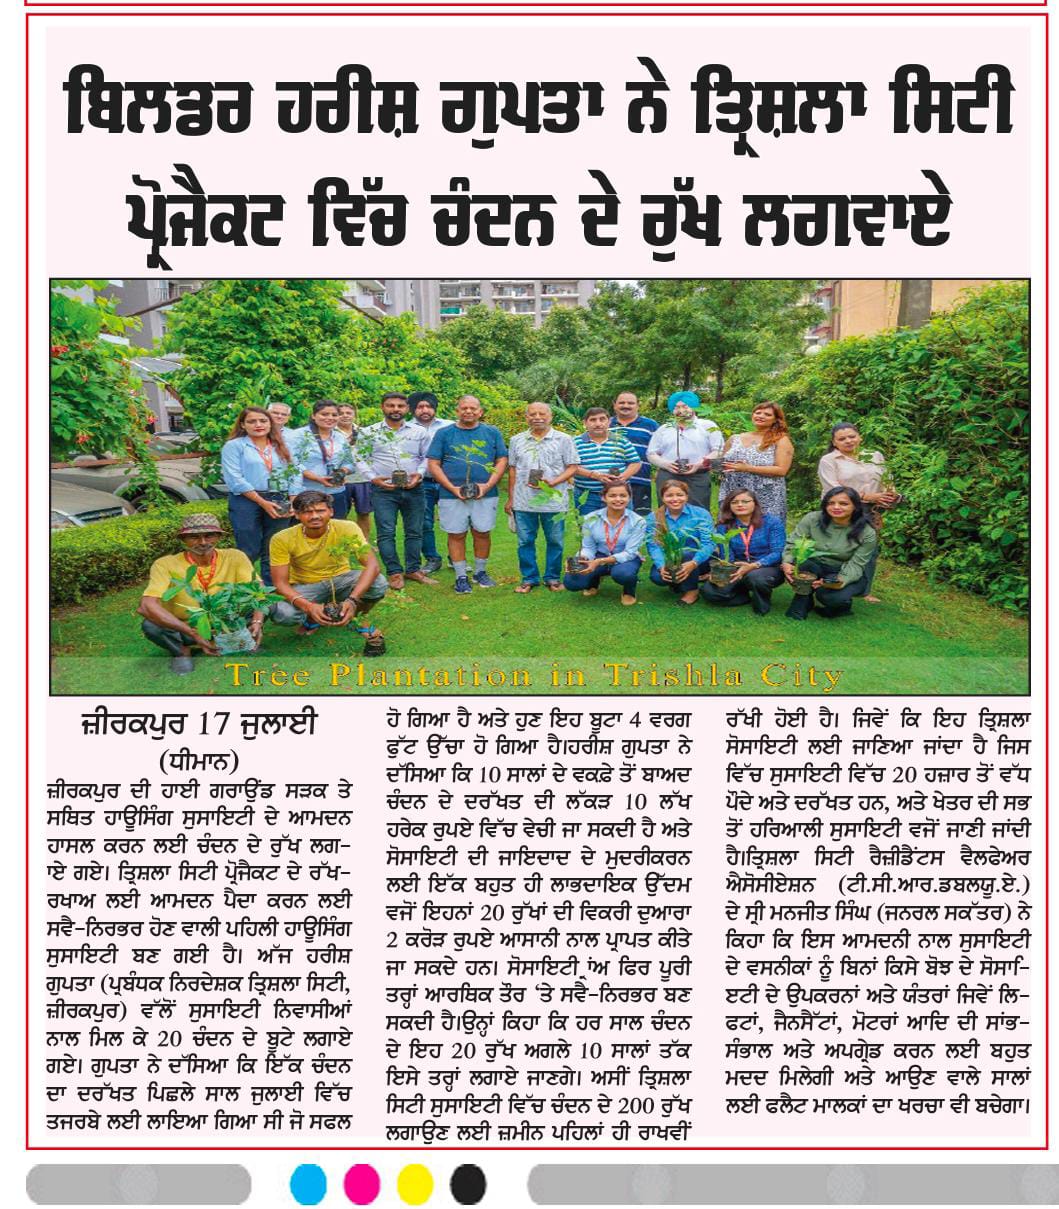 ਬਿਲਡਰ ਹਰੀਸ਼ ਗੁਪਤਾ ਨੇ ਤ੍ਰਿਸ਼ਲਾ ਸਿਟੀ
ਪ੍ਰੋਜੈਕਟ ਵਿੱਚ ਚੰਦਨ ਦੇ ਰੁੱਖ ਲਗਵਾਏ
Tree Plantation in Trishla City
ਜ਼ੀਰਕਪੁਰ 17 ਜੁਲਾਈ
(ਧੀਮਾਨ)
ਜ਼ੀਰਕਪੁਰ ਦੀ ਹਾਈ ਗਰਾਊਂਡ ਸੜਕ ਤੇ
ਸਥਿਤ ਹਾਊਸਿੰਗ ਸੁਸਾਇਟੀ ਦੇ ਆਮਦਨ
ਹਾਸਲ ਕਰਨ ਲਈ ਚੰਦਨ ਦੇ ਰੁੱਖ ਲਗ-
ਾਏ ਗਏ। ਤ੍ਰਿਸ਼ਲਾ ਸਿਟੀ ਪ੍ਰੋਜੈਕਟ ਦੇ ਰੱਖ-
ਰਖਾਅ ਲਈ ਆਮਦਨ ਪੈਦਾ ਕਰਨ ਲਈ
ਸਵੈ-ਨਿਰਭਰ ਹੋਣ ਵਾਲੀ ਪਹਿਲੀ ਹਾਊਸਿੰਗ
ਸੁਸਾਇਟੀ ਬਣ ਗਈ ਹੈ। ਅੱਜ ਹਰੀਸ਼
ਗੁਪਤਾ (ਪ੍ਰਬੰਧਕ ਨਿਰਦੇਸ਼ਕ ਤ੍ਰਿਸ਼ਲਾ ਸਿਟੀ,
ਜ਼ੀਰਕਪੁਰ) ਵੱਲੋਂ ਸੁਸਾਇਟੀ ਨਿਵਾਸੀਆਂ
ਨਾਲ ਮਿਲ ਕੇ 20 ਚੰਦਨ ਦੇ ਬੂਟੇ ਲਗਾਏ
ਗਏ। ਗੁਪਤਾ ਨੇ ਦੱਸਿਆ ਕਿ ਇੱਕ ਚੰਦਨ
ਦਾ ਦਰੱਖਤ ਪਿਛਲੇ ਸਾਲ ਜੁਲਾਈ ਵਿੱਚ
ਤਜਰਬੇ ਲਈ ਲਾਇਆ ਗਿਆ ਸੀ ਜੋ ਸਫਲ
ਹੋ ਗਿਆ ਹੈ ਅਤੇ ਹੁਣ ਇਹ ਬੂਟਾ 4 ਵਰਗ
ਫੁੱਟ ਉੱਚਾ ਹੋ ਗਿਆ ਹੈ।ਹਰੀਸ਼ ਗੁਪਤਾ ਨੇ
ਦੱਸਿਆ ਕਿ 10 ਸਾਲਾਂ ਦੇ ਵਕਫ਼ੇ ਤੋਂ ਬਾਅਦ
ਚੰਦਨ ਦੇ ਦਰੱਖਤ ਦੀ ਲੱਕੜ 10 ਲੱਖ
ਹਰੇਕ ਰੁਪਏ ਵਿੱਚ ਵੇਚੀ ਜਾ ਸਕਦੀ ਹੈ ਅਤੇ
ਸੋਸਾਇਟੀ ਦੀ ਜਾਇਦਾਦ ਦੇ ਮੁਦਰੀਕਰਨ
ਲਈ ਇੱਕ ਬਹੁਤ ਹੀ ਲਾਭਦਾਇਕ ਉੱਦਮ
ਵਜੋਂ ਇਹਨਾਂ 20 ਰੁੱਖਾਂ ਦੀ ਵਿਕਰੀ ਦੁਆਰਾ
2 ਕਰੋੜ ਰੁਪਏ ਆਸਾਨੀ ਨਾਲ ਪ੍ਰਾਪਤ ਕੀਤੇ
ਜਾ ਸਕਦੇ ਹਨ। ਸੋਸਾਇਟੀ੍ਰਾਂਅ ਫਿਰ ਪੂਰੀ
ਤਰ੍ਹਾਂ ਆਰਥਿਕ ਤੌਰ 'ਤੇ ਸਵੈ-ਨਿਰਭਰ ਬਣ
ਸਕਦੀ ਹੈ।ਉਨ੍ਹਾਂ ਕਿਹਾ ਕਿ ਹਰ ਸਾਲ ਚੰਦਨ
ਦੇ ਇਹ 20 ਰੁੱਖ ਅਗਲੇ 10 ਸਾਲਾਂ ਤੱਕ
ਇਸੇ ਤਰ੍ਹਾਂ ਲਗਾਏ ਜਾਣਗੇ। ਅਸੀਂ ਤ੍ਰਿਸ਼ਲਾ
ਸਿਟੀ ਸੁਸਾਇਟੀ ਵਿੱਚ ਚੰਦਨ ਦੇ 200 ਰੁੱਖ
ਲਗਾਉਣ ਲਈ ਜ਼ਮੀਨ ਪਹਿਲਾਂ ਹੀ ਰਾਖਵੀਂ
ਰੱਖੀ ਹੋਈ ਹੈ। ਜਿਵੇਂ ਕਿ ਇਹ ਤ੍ਰਿਸ਼ਲਾ
ਸੋਸਾਇਟੀ ਲਈ ਜਾਣਿਆ ਜਾਂਦਾ ਹੈ ਜਿਸ
ਵਿੱਚ ਸੁਸਾਇਟੀ ਵਿੱਚ 20 ਹਜ਼ਾਰ ਤੋਂ ਵੱਧ
ਪੌਦੇ ਅਤੇ ਦਰੱਖਤ ਹਨ, ਅਤੇ ਖੇਤਰ ਦੀ ਸਭ
ਤੋਂ ਹਰਿਆਲੀ ਸੁਸਾਇਟੀ ਵਜੋਂ ਜਾਣੀ ਜਾਂਦੀ
ਹੈ।ਤ੍ਰਿਸ਼ਲਾ ਸਿਟੀ ਰੈਜ਼ੀਡੈਂਟਸ ਵੈਲਫੇਅਰ
ਐਸੋਸੀਏਸ਼ਨ (ਟੀ.ਸੀ.ਆਰ.ਡਬਲਯੂ.ਏ.)
ਦੇ ਸ਼੍ਰੀ ਮਨਜੀਤ ਸਿੰਘ (ਜਨਰਲ ਸਕੱਤਰ) ਨੇ
ਕਿਹਾ ਕਿ ਇਸ ਆਮਦਨੀ ਨਾਲ ਸੁਸਾਇਟੀ
ਦੇ ਵਸਨੀਕਾਂ ਨੂੰ ਬਿਨਾਂ ਕਿਸੇ ਬੋਝ ਦੇ ਸੋਸਾਿ-
ਏਟੀ ਦੇ ਉਪਕਰਨਾਂ ਅਤੇ ਯੰਤਰਾਂ ਜਿਵੇਂ ਲਿ-
ਫਟਾਂ, ਜੈਨਸੈੱਟਾਂ, ਮੋਟਰਾਂ ਆਦਿ ਦੀ ਸਾਂਭ-
ਸੰਭਾਲ ਅਤੇ ਅਪਗ੍ਰੇਡ ਕਰਨ ਲਈ ਬਹੁਤ
ਮਦਦ ਮਿਲੇਗੀ ਅਤੇ ਆਉਣ ਵਾਲੇ ਸਾਲਾਂ
ਲਈ ਫਲੈਟ ਮਾਲਕਾਂ ਦਾ ਖਰਚਾ ਵੀ ਬਚੇਗਾ।